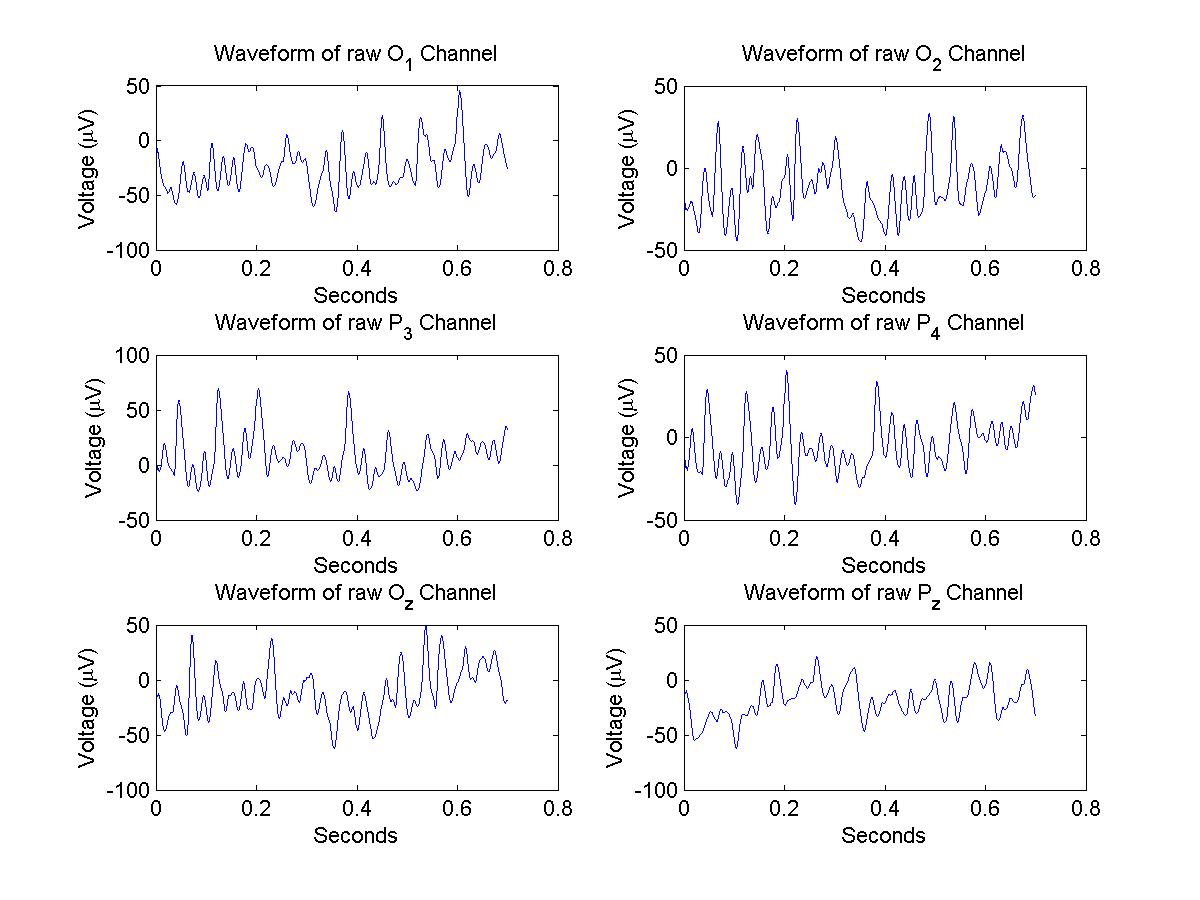 Waveform of raw O₁ Channel
50
0
-50
-100
Voltage (µV)
0 0.2 0.4 0.6 0.8
Seconds
Waveform of raw O₂ Channel
50
0
-50
Voltage (µV)
0 0.2 0.4 0.6 0.8
Seconds
Waveform of raw P₃ Channel
100
50
0
-50
Voltage (µV)
0 0.2 0.4 0.6 0.8
Seconds
Waveform of raw P₄ Channel
50
0
-50
Voltage (µV)
0 0.2 0.4 0.6 0.8
Seconds
Waveform of raw O_z Channel
50
0
-50
-100
Voltage (µV)
0 0.2 0.4 0.6 0.8
Seconds
Waveform of raw P_z Channel
50
0
-50
-100
Voltage (µV)
0 0.2 0.4 0.6 0.8
Seconds